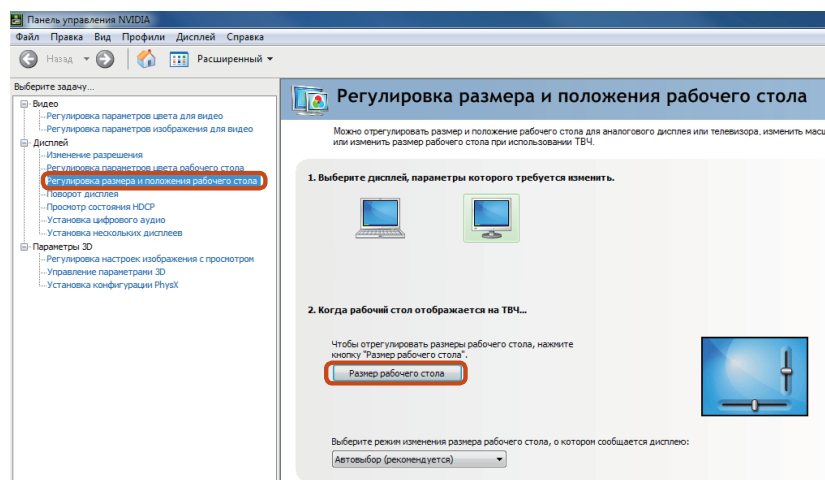 Панель управления NVIDIA
Файл Правка Вид Профили Дисплей Справка
Назад Расширенный
Выберите задачу...
Видео
Регулировка параметров цвета для видео
Регулировка параметров изображения для видео
Дисплей
Изменение разрешения
Регулировка параметров цвета рабочего стола
Регулировка размера и положения рабочего стола
Поворот дисплея
Просмотр состояния HDCP
Установка цифрового аудио
Установка нескольких дисплеев
Параметры 3D
Регулировка настроек изображения с просмотром
Управление параметрами 3D
Установка конфигурации PhysX
Регулировка размера и положения рабочего стола
Можно отрегулировать размер и положение рабочего стола для аналогового дисплея или телевизора, изменить масш
или изменить размер рабочего стола при использовании ТВЧ.
1. Выберите дисплей, параметры которого требуется изменить.
2. Когда рабочий стол отображается на ТВЧ...
Чтобы отрегулировать размеры рабочего стола, нажмите
кнопку "Размер рабочего стола".
Размер рабочего стола
Выберите режим изменения размера рабочего стола, о котором сообщается дисплею:
Автовыбор (рекомендуется)